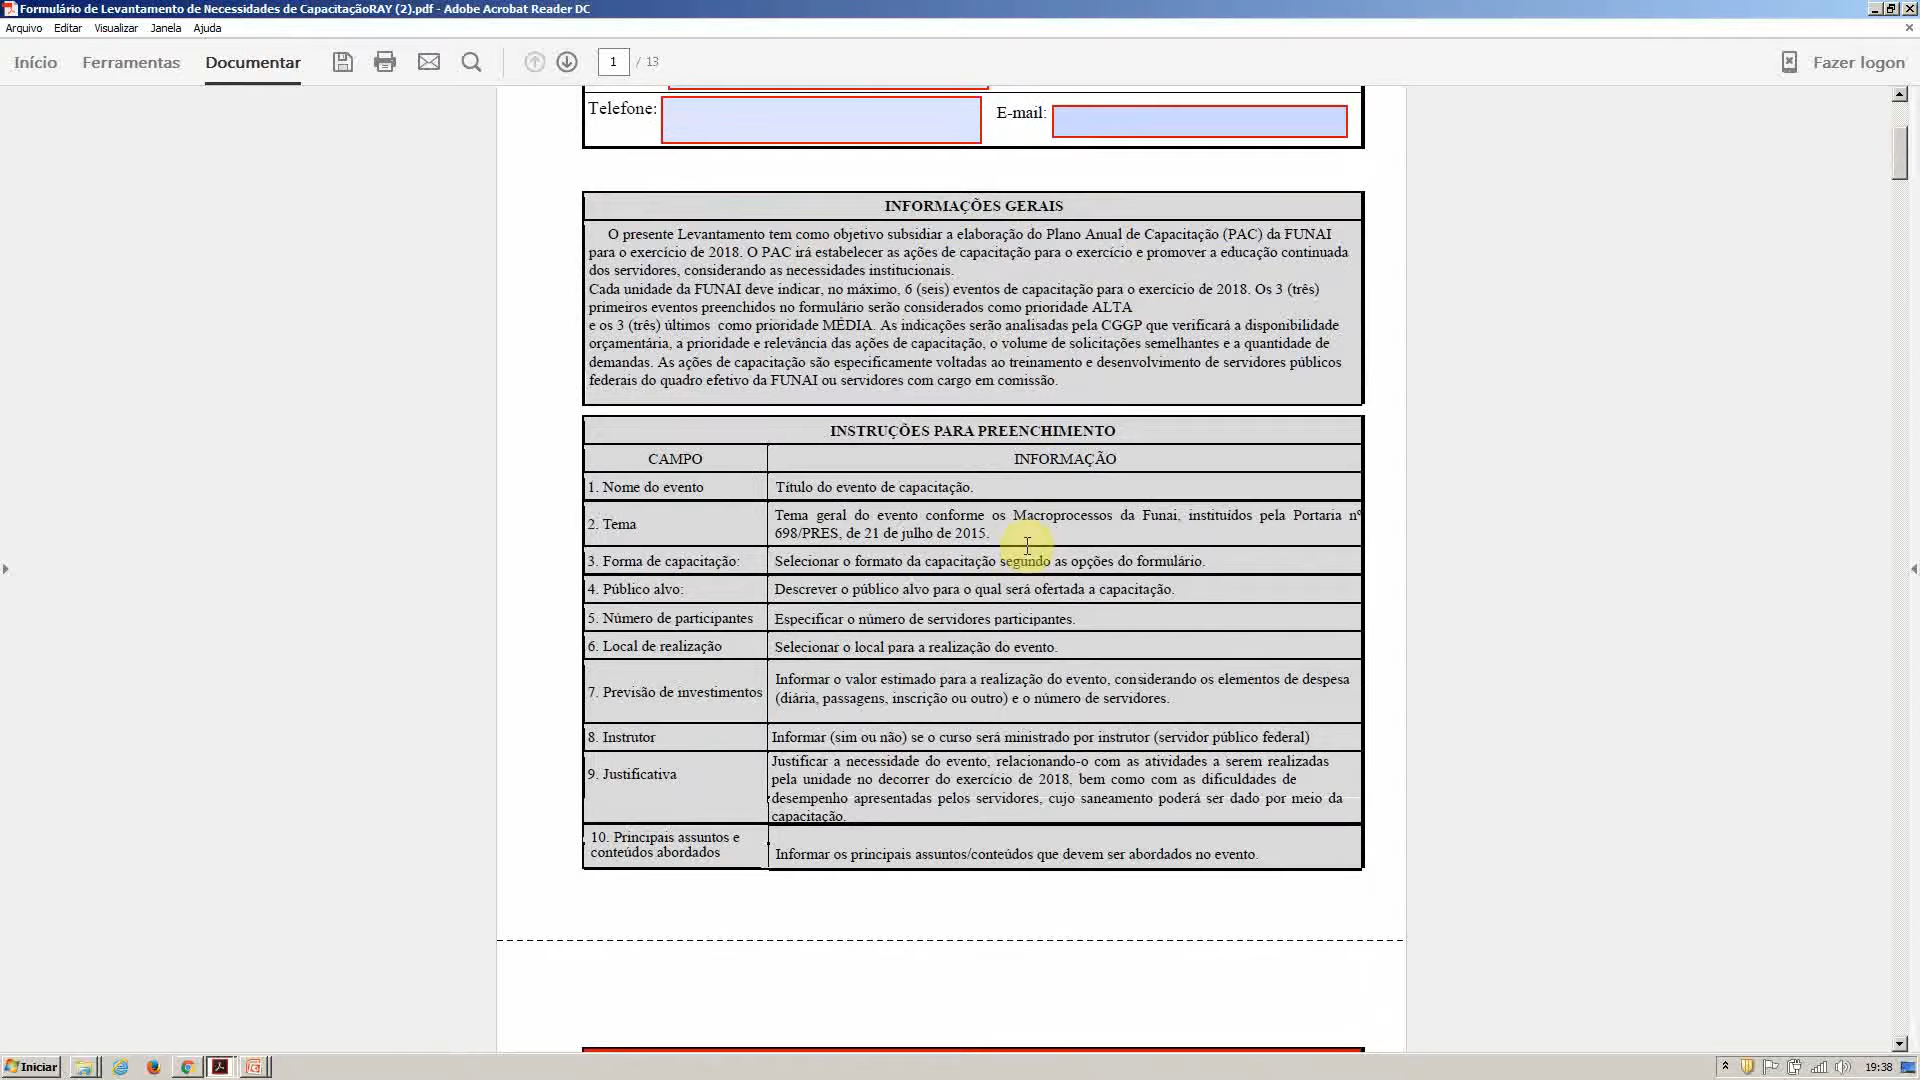 Formulário de Levantamento de Necessidades de CapacitaçãoRAY (2).pdf - Adobe Acrobat Reader DC
Arquivo Editar Visualizar Janela Ajuda
Início Ferramentas Documentar 1 / 13 Fazer logon
Telefone: E-mail:
INFORMAÇÕES GERAIS
O presente Levantamento tem como objetivo subsidiar a elaboração do Plano Anual de Capacitação (PAC) da FUNAI
para o exercício de 2018. O PAC irá estabelecer as ações de capacitação para o exercício e promover a educação continuada
dos servidores, considerando as necessidades institucionais.
Cada unidade da FUNAI deve indicar, no máximo, 6 (seis) eventos de capacitação para o exercício de 2018. Os 3 (três)
primeiros eventos preenchidos no formulário serão considerados como prioridade ALTA
e os 3 (três) últimos como prioridade MÉDIA. As indicações serão analisadas pela CGGP que verificará a disponibilidade
orçamentária, a prioridade e relevância das ações de capacitação, o volume de solicitações semelhantes e a quantidade de
demandas. As ações de capacitação são especificamente voltadas ao treinamento e desenvolvimento de servidores públicos
federais do quadro efetivo da FUNAI ou servidores com cargo em comissão.
INSTRUÇÕES PARA PREENCHIMENTO
CAMPO INFORMAÇÃO
1. Nome do evento Título do evento de capacitação.
2. Tema Tema geral do evento conforme os Macroprocessos da Funai, instituídos pela Portaria nº
698/PRES, de 21 de julho de 2015.
3. Forma de capacitação: Selecionar o formato da capacitação segundo as opções do formulário.
4. Público alvo: Descrever o público alvo para o qual será ofertada a capacitação.
5. Número de participantes Especificar o número de servidores participantes.
6. Local de realização Selecionar o local para a realização do evento.
7. Previsão de investimentos Informar o valor estimado para a realização do evento, considerando os elementos de despesa
(diária, passagens, inscrição ou outro) e o número de servidores.
8. Instrutor Informar (sim ou não) se o curso será ministrado por instrutor (servidor público federal)
9. Justificativa Justificar a necessidade do evento, relacionando-o com as atividades a serem realizadas
pela unidade no decorrer do exercício de 2018, bem como com as dificuldades de
desempenho apresentadas pelos servidores, cujo saneamento poderá ser dado por meio da
capacitação.
10. Principais assuntos e
conteúdos abordados Informar os principais assuntos/conteúdos que devem ser abordados no evento.
Iniciar 19:38